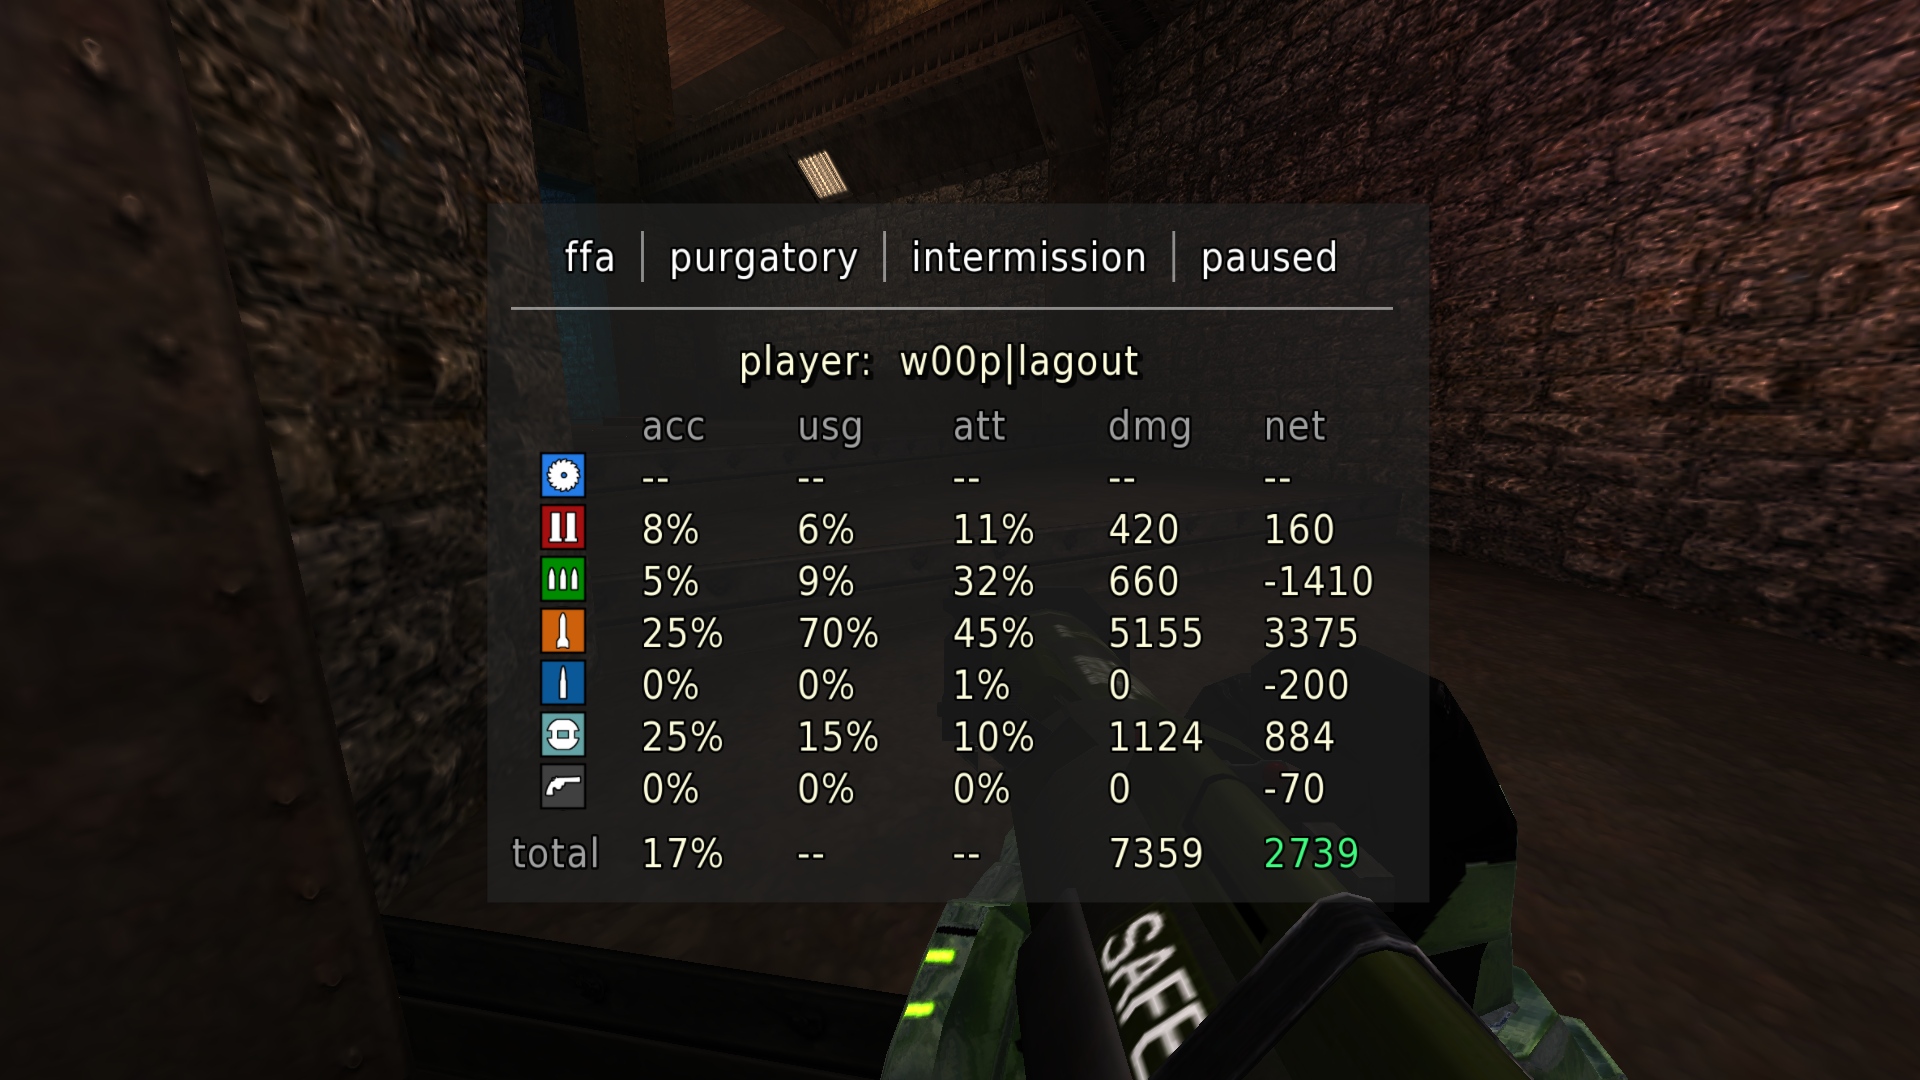 ffa | purgatory | intermission | paused
player: w00p|lagout
acc usg att dmg net
-- -- -- -- --
8% 6% 11% 420 160
5% 9% 32% 660 -1410
25% 70% 45% 5155 3375
0% 0% 1% 0 -200
25% 15% 10% 1124 884
0% 0% 0% 0 -70
total 17% -- -- 7359 2739
SAFE